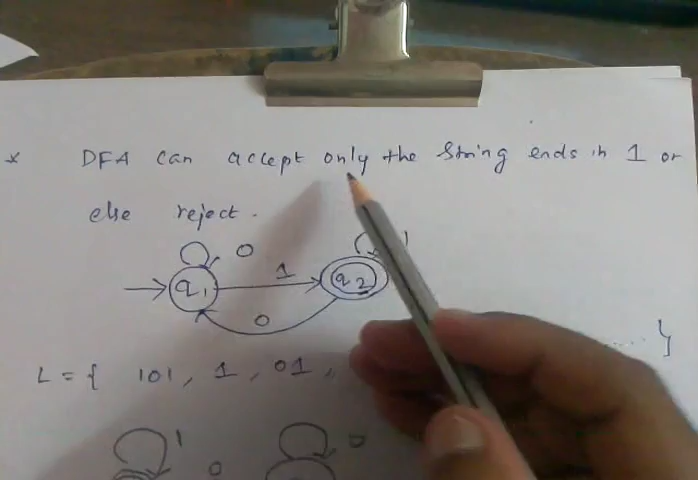 * DFA can accept only the string ends in 1 or
else reject.
0
1
1
q1
q2
0
L = { 101, 1, 01, ..... }
1
0
0